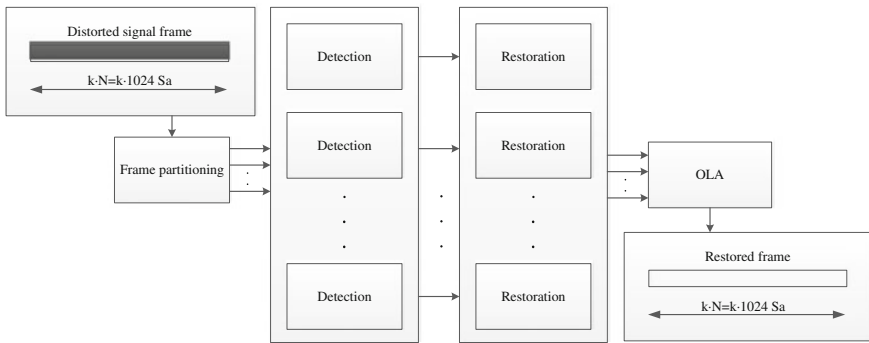 Distorted signal frame
k·N=k·1024 Sa
Frame partitioning
Detection
Restoration
Detection
Restoration
Detection
Restoration
OLA
Restored frame
k·N=k·1024 Sa